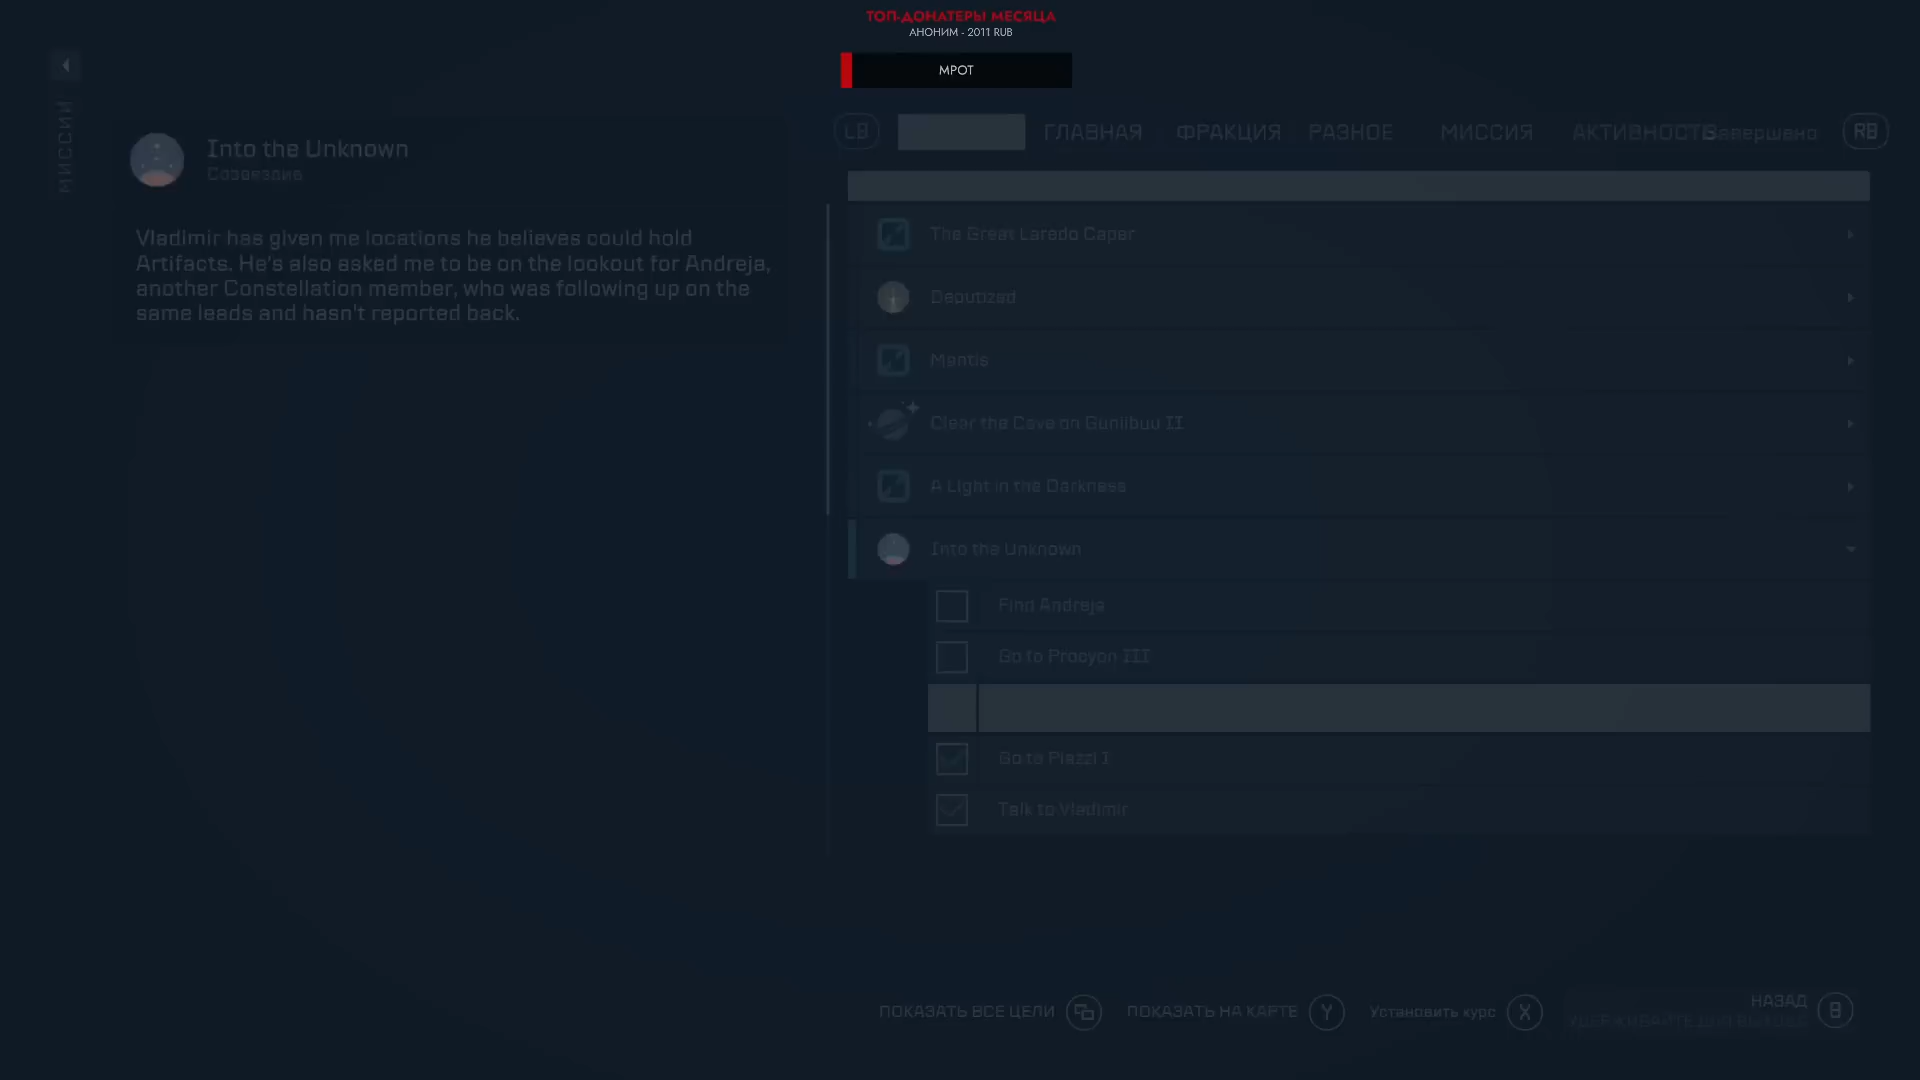 ТОП-ДОНАТЕРЫ МЕСЯЦА
АНОНИМ - 2011 RUB
МРОТ
МИССИИ
LB
ГЛАВНАЯ
ФРАКЦИЯ
РАЗНОЕ
МИССИЯ
АКТИВНОСТЬ
Завершено
RB
Into the Unknown
Созвездие
Vladimir has given me locations he believes could hold
Artifacts. He's also asked me to be on the lookout for Andreja,
another Constellation member, who was following up on the
same leads and hasn't reported back.
The Great Laredo Caper
Deputized
Mantis
Clear the Cave on Guniibuu II
A Light in the Darkness
Into the Unknown
Find Andreja
Go to Procyon III
Go to Piazzi I
Talk to Vladimir
ПОКАЗАТЬ ВСЕ ЦЕЛИ
ПОКАЗАТЬ НА КАРТЕ
Y
Установить курс
X
НАЗАД
B